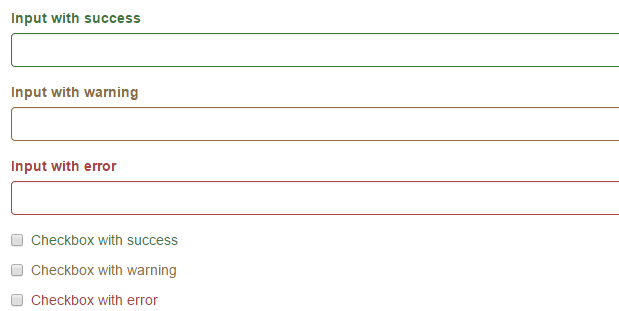 Input with success
Input with warning
Input with error
Checkbox with success
Checkbox with warning
Checkbox with error